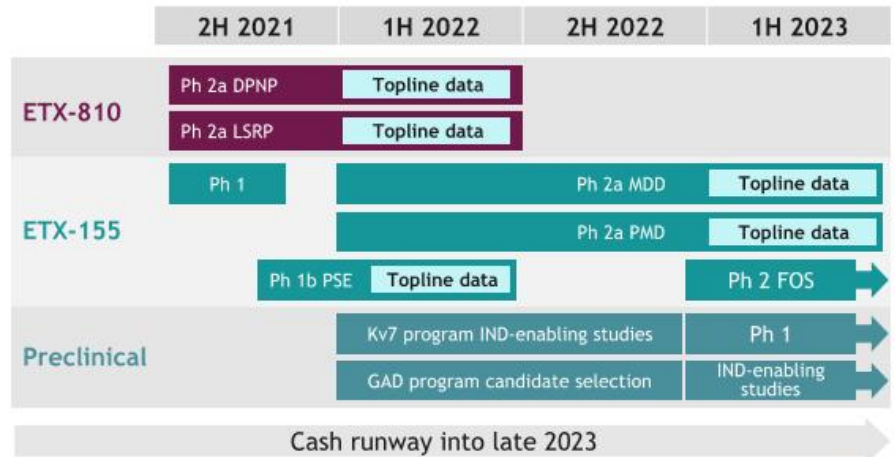 2H 2021 1H 2022 2H 2022 1H 2023
ETX-810
Ph 2a DPNP Topline data
Ph 2a LSRP Topline data
ETX-155
Ph 1 Ph 2a MDD Topline data
Ph 2a PMD Topline data
Ph 1b PSE Topline data Ph 2 FOS
Preclinical
Kv7 program IND-enabling studies Ph 1
GAD program candidate selection IND-enabling
studies
Cash runway into late 2023